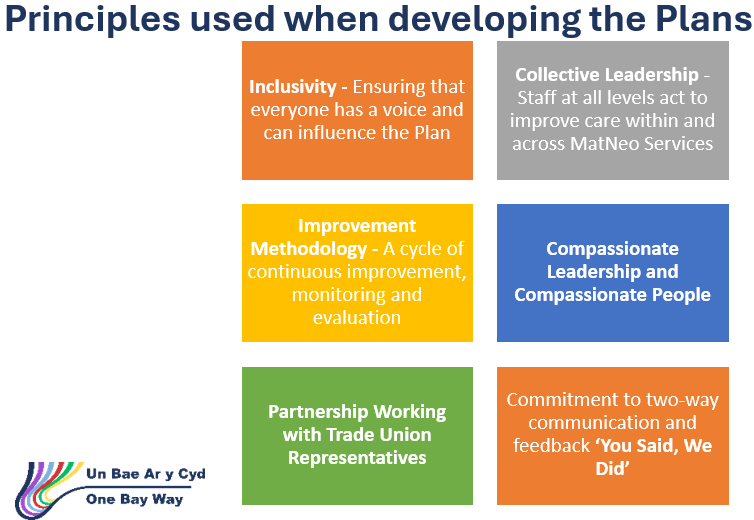 Principles used when developing the Plans
Inclusivity - Ensuring that
everyone has a voice and
can influence the Plan
Collective Leadership -
Staff at all levels act to
improve care within and
across MatNeo Services
Improvement
Methodology - A cycle of
continuous improvement,
monitoring and
evaluation
Compassionate
Leadership and
Compassionate People
Partnership Working
with Trade Union
Representatives
Commitment to two-way
communication and
feedback ‘You Said, We
Did’
Un Bae Ar y Cyd
One Bay Way